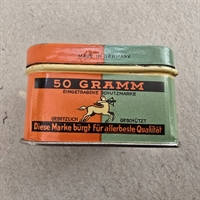 MADE IN GERMANY
50 GRAMM
EINGETRAGENE SCHUTZMARKE
GESETZLICH GESCHÜTZT
Diese Marke bürgt für allerbeste Qualität